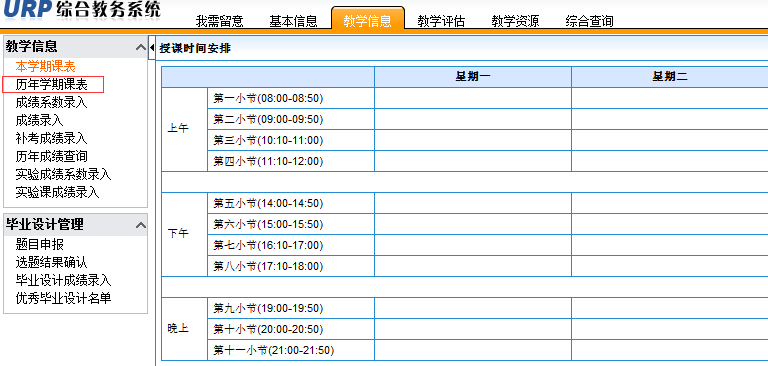 URP综合教务系统
我需留意 基本信息 教学信息 教学评估 教学资源 综合查询
教学信息
本学期课表
历年学期课表
成绩系数录入
成绩录入
补考成绩录入
历年成绩查询
实验成绩系数录入
实验课成绩录入
毕业设计管理
题目申报
选题结果确认
毕业设计成绩录入
优秀毕业设计名单
授课时间安排
星期一 星期二
上午
第一小节(08:00-08:50)
第二小节(09:00-09:50)
第三小节(10:10-11:00)
第四小节(11:10-12:00)
下午
第五小节(14:00-14:50)
第六小节(15:00-15:50)
第七小节(16:10-17:00)
第八小节(17:10-18:00)
晚上
第九小节(19:00-19:50)
第十小节(20:00-20:50)
第十一小节(21:00-21:50)